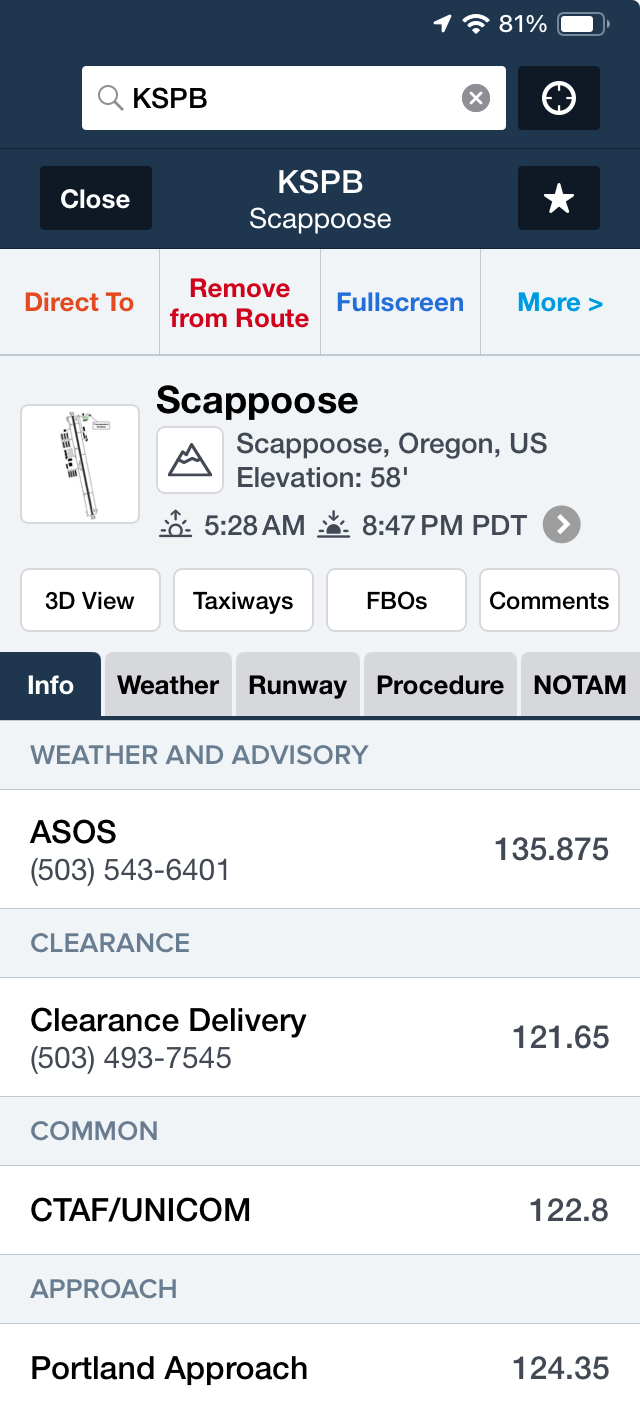 81%
KSPB
Close
KSPB
Scappoose
Direct To
Remove
from Route
Fullscreen
More >
Scappoose
Scappoose, Oregon, US
Elevation: 58'
5:28 AM 8:47 PM PDT
3D View
Taxiways
FBOs
Comments
Info
Weather
Runway
Procedure
NOTAM
WEATHER AND ADVISORY
ASOS
135.875
(503) 543-6401
CLEARANCE
Clearance Delivery
121.65
(503) 493-7545
COMMON
CTAF/UNICOM
122.8
APPROACH
Portland Approach
124.35